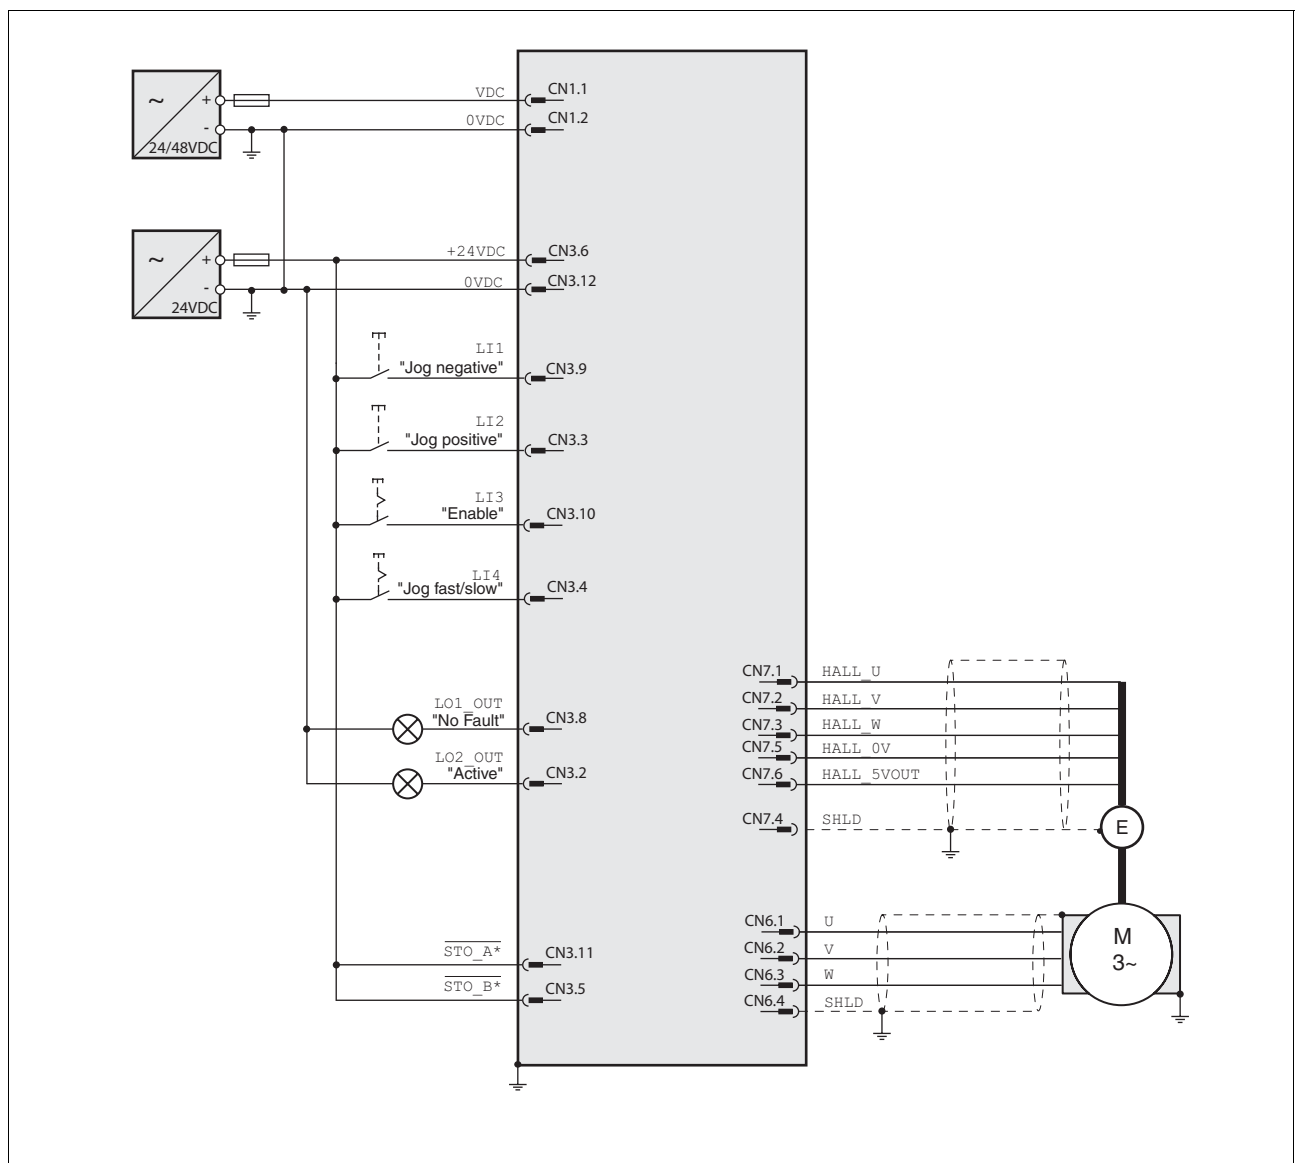 ~ + - 24/48VDC
VDC CN1.1
0VDC CN1.2
~ + - 24VDC
+24VDC CN3.6
0VDC CN3.12
LI1
"Jog negative" CN3.9
LI2
"Jog positive" CN3.3
LI3
"Enable" CN3.10
LI4
"Jog fast/slow" CN3.4
LO1_OUT
"No Fault" CN3.8
LO2_OUT
"Active" CN3.2
STO_A* CN3.11
STO_B* CN3.5
CN7.1 HALL_U
CN7.2 HALL_V
CN7.3 HALL_W
CN7.5 HALL_0V
CN7.6 HALL_5VOUT
CN7.4 SHLD
E
CN6.1 U
CN6.2 V
CN6.3 W
CN6.4 SHLD
M
3~